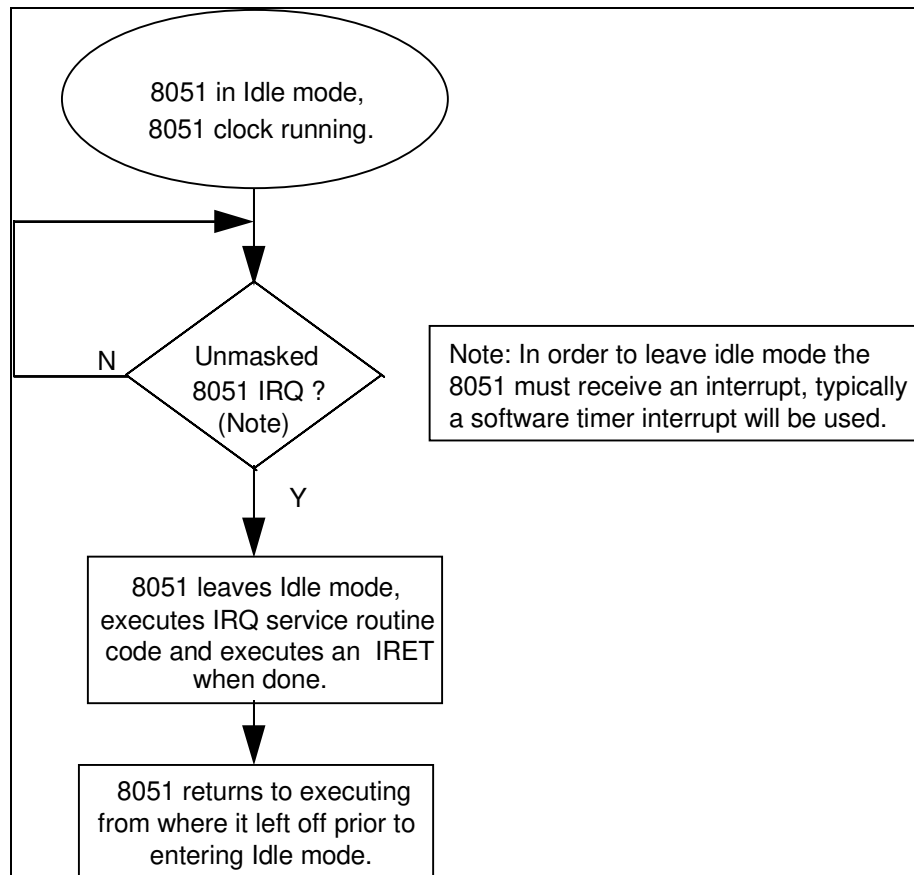 8051 in Idle mode,
8051 clock running.
N
Unmasked
8051 IRQ ?
(Note)
Note: In order to leave idle mode the
8051 must receive an interrupt, typically
a software timer interrupt will be used.
Y
8051 leaves Idle mode,
executes IRQ service routine
code and executes an IRET
when done.
8051 returns to executing
from where it left off prior to
entering Idle mode.